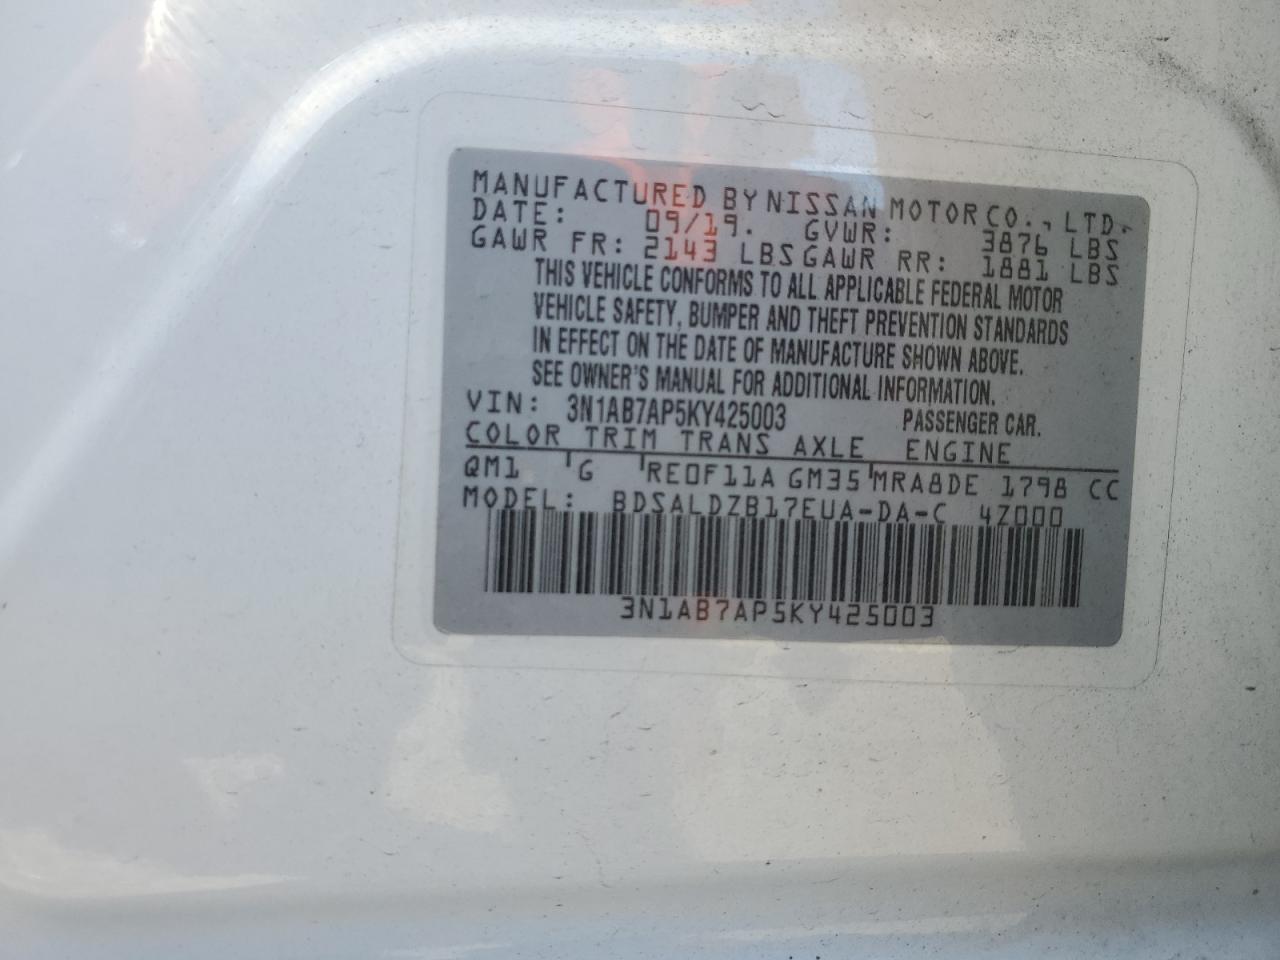 MANUFACTURED BY NISSAN MOTOR CO., LTD.
DATE: 09/19. GVWR: 3876 LBS
GAWR FR: 2143 LBS GAWR RR: 1881 LBS
THIS VEHICLE CONFORMS TO ALL APPLICABLE FEDERAL MOTOR
VEHICLE SAFETY, BUMPER AND THEFT PREVENTION STANDARDS
IN EFFECT ON THE DATE OF MANUFACTURE SHOWN ABOVE.
SEE OWNER'S MANUAL FOR ADDITIONAL INFORMATION.
VIN: 3N1AB7AP5KY425003 PASSENGER CAR.
COLOR TRIM TRANS AXLE ENGINE
QM1 G RE0F11A GM35 MRA8DE 1798 CC
MODEL: BDSALDZB17EUA-DA-C 4Z000
3N1AB7AP5KY425003